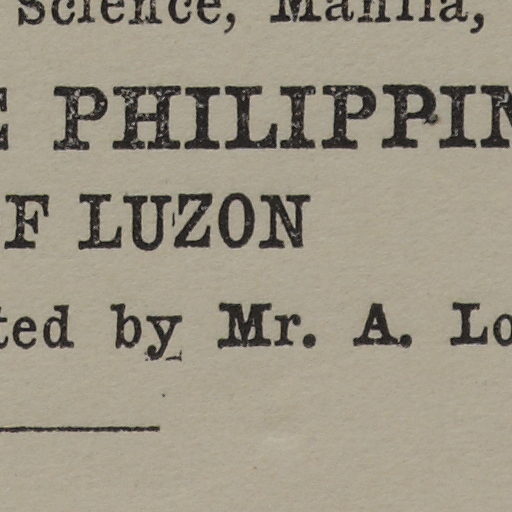 Science, Manila,
E PHILIPPIN
F LUZON
ted by Mr. A. Lo